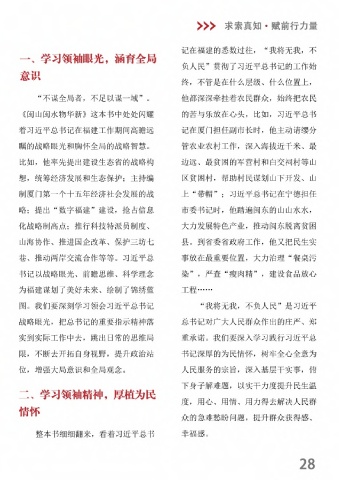 求索真知·赋前行力量
一、学习领袖眼光，涵育全局
意识
“不谋全局者，不足以谋一域”。
《闽山闽水物华新》这本书中处处闪耀
着习近平总书记在福建工作期间高瞻远
瞩的战略眼光和胸怀全局的战略智慧。
比如，他率先提出建设生态省的战略构
想，统筹经济发展和生态保护；主持编
制厦门第一个十五年经济社会发展的战
略；提出“数字福建”建设，抢占信息
化战略制高点；推行科技特派员制度、
山海协作、推进国企改革、保护三坊七
巷、推动两岸交流合作等等。习近平总
书记以战略眼光、前瞻思维、科学理念
为福建谋划了美好未来、绘制了锦绣蓝
图。我们要深刻学习领会习近平总书记
战略眼光，把总书记的重要指示精神落
实到实际工作中去，跳出日常的思维局
限，不断去开拓自身视野，提升政治站
位，增强大局意识和全局观念。
二、学习领袖精神，厚植为民
情怀
整本书细细翻来，看着习近平总书
记在福建的悉数过往，“我将无我，不
负人民”贯彻了习近平总书记的工作始
终，不管是在什么层级、什么位置上，
他都深深牵挂着农民群众，始终把农民
的苦与乐放在心头。比如，习近平总书
记在厦门担任副市长时，他主动请缨分
管农业农村工作，深入海拔近千米、最
边远、最贫困的军营村和白交祠村等山
区贫困村，帮助村民谋划山下开发、山
上“带帽”；习近平总书记在宁德担任
市委书记时，他踏遍闽东的山山水水，
大力发展特色产业，推动闽东脱离贫困
县。到省委省政府工作，他又把民生实
事放在最重要位置，大力治理“餐桌污
染”，严查“瘦肉精”，建设食品放心
工程……
“我将无我，不负人民”是习近平
总书记对广大人民群众作出的庄严、郑
重承诺。我们要深入学习践行习近平总
书记深厚的为民情怀，树牢全心全意为
人民服务的宗旨，深入基层干实事，俯
下身子解难题，以实干力度提升民生温
度，用心、用情、用力得去解决人民群
众的急难愁盼问题，提升群众获得感、
幸福感。
28